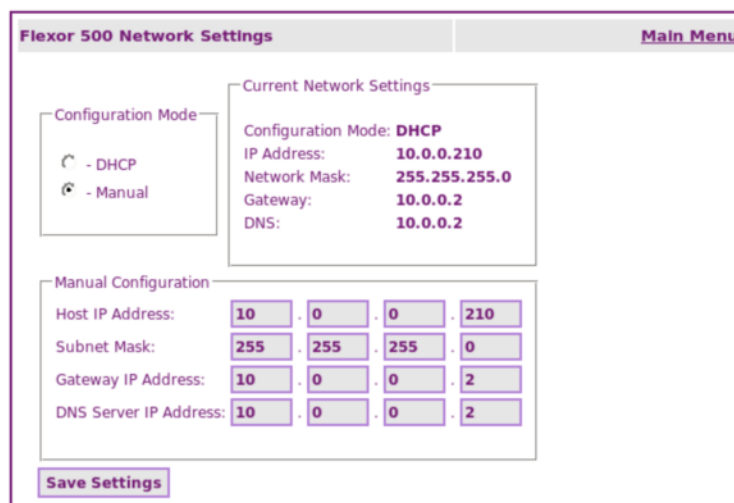 Flexor 500 Network Settings
Main Menu
Configuration Mode
- DHCP
- Manual
Current Network Settings
Configuration Mode: DHCP
IP Address: 10.0.0.210
Network Mask: 255.255.255.0
Gateway: 10.0.0.2
DNS: 10.0.0.2
Manual Configuration
Host IP Address: 10 . 0 . 0 . 210
Subnet Mask: 255 . 255 . 255 . 0
Gateway IP Address: 10 . 0 . 0 . 2
DNS Server IP Address: 10 . 0 . 0 . 2
Save Settings